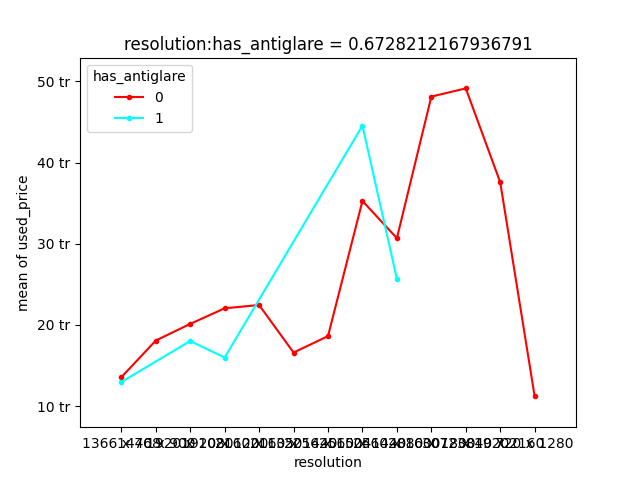 resolution:has_antiglare = 0.6728212167936791
has_antiglare
0
1
50 tr
40 tr
30 tr
20 tr
10 tr
mean of used_price
resolution